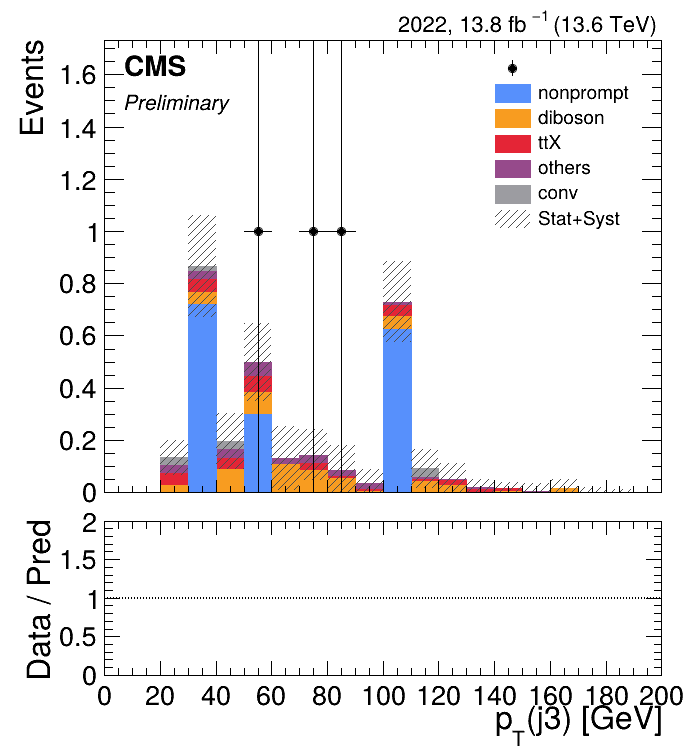 2022, 13.8 fb⁻¹ (13.6 TeV)
CMS
Preliminary
nonprompt
diboson
ttX
others
conv
Stat+Syst
Events
1.6
1.4
1.2
1
0.8
0.6
0.4
0.2
0
Data / Pred
2
1.5
1
0.5
0
0 20 40 60 80 100 120 140 160 180 200
p_T(j3) [GeV]